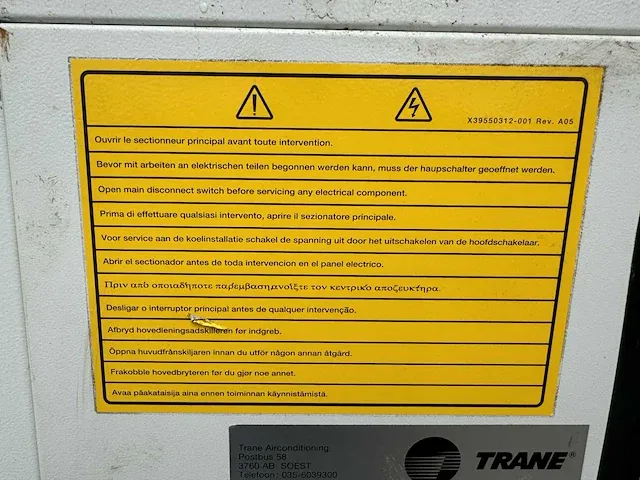 X39550312-001 Rev. A05
Ouvrir le sectionneur principal avant toute intervention.
Bevor mit arbeiten an elektrischen teilen begonnen werden kann, muss der haupschalter geoeffnet werden.
Open main disconnect switch before servicing any electrical component.
Prima di effettuare qualsiasi intervento, aprire il sezionatore principale.
Voor service aan de koelinstallatie schakel de spanning uit door het uitschakelen van de hoofdschakelaar.
Abrir el sectionador antes de toda intervencion en el panel electrico.
Πριν απὸ οποιαδήποτε παρεμβασημανοίξτε τον κεντρικό αποζευκτήρα.
Desligar o interruptor principal antes de qualquer intervenção.
Afbryd hovedieningsadskilleren før indgreb.
Öppna huvudfrånskiljaren innan du utför någon annan åtgärd.
Frakobble hovedbryteren før du gjør noe annet.
Avaa pääkataisija aina ennen toiminnan käynnistämistä.
Trane Airconditioning
Postbus 58
3760 AB SOEST
Telefoon: 035-6039300
TRANE